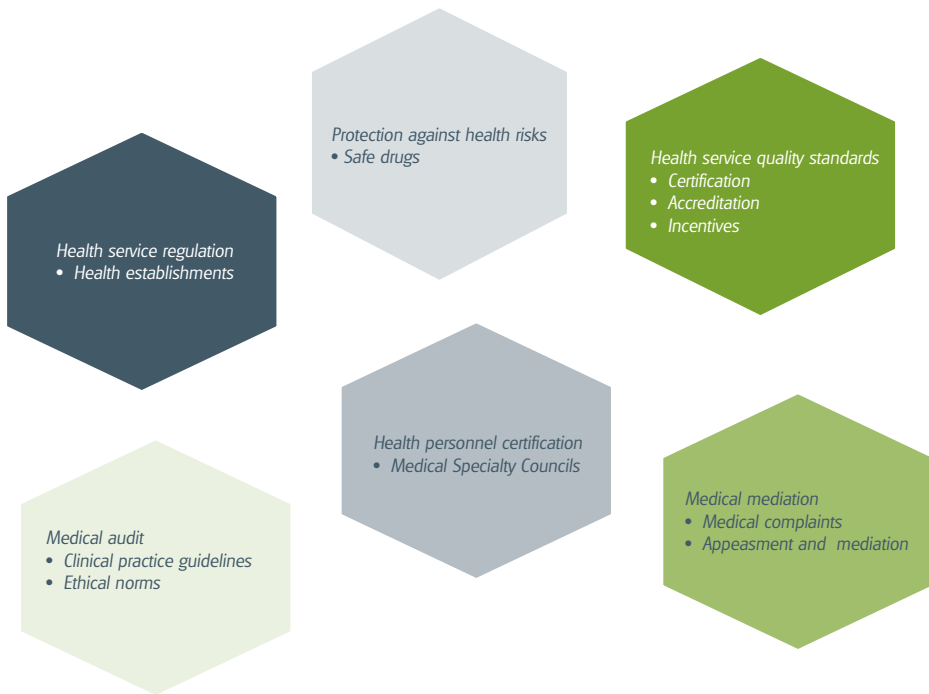 Protection against health risks
• Safe drugs
Health service quality standards
• Certification
• Accreditation
• Incentives
Health service regulation
• Health establishments
Health personnel certification
• Medical Specialty Councils
Medical mediation
• Medical complaints
• Appeasment and mediation
Medical audit
• Clinical practice guidelines
• Ethical norms